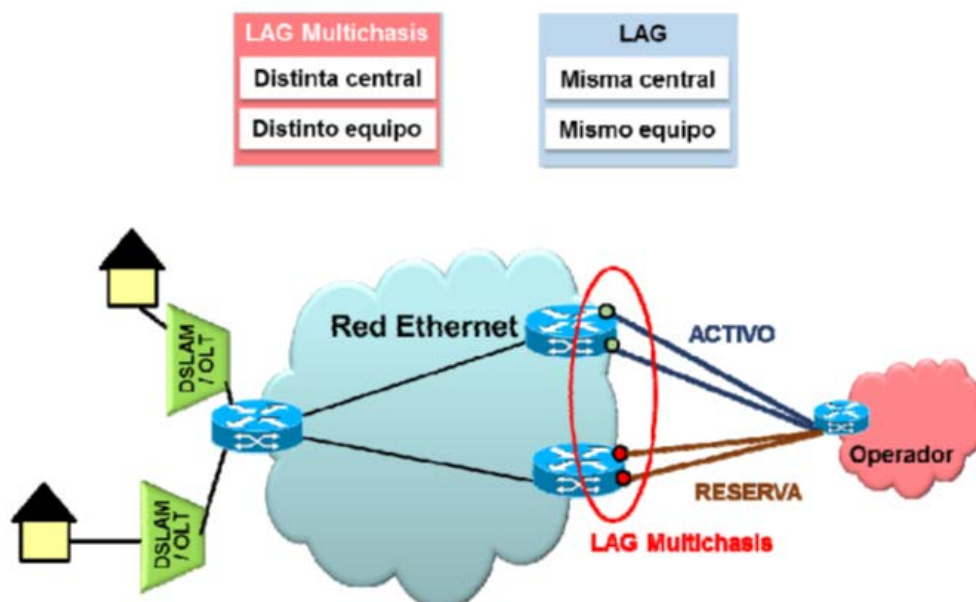 LAG Multichasis
Distinta central
Distinto equipo
LAG
Misma central
Mismo equipo
Red Ethernet
ACTIVO
DSLAM
/ OLT
Operador
RESERVA
DSLAM
/ OLT
LAG Multichasis